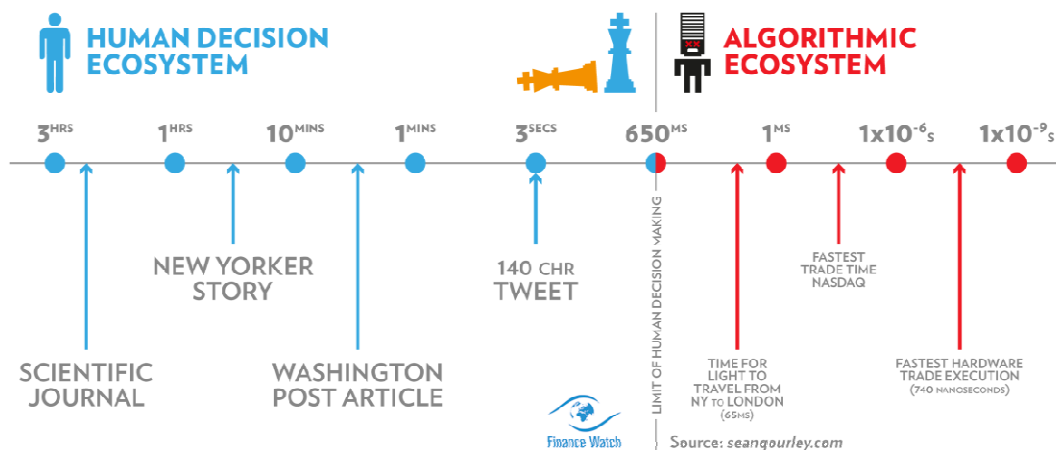 HUMAN DECISION
ECOSYSTEM
ALGORITHMIC
ECOSYSTEM
3HRS
1HRS
10MINS
1MINS
3SECS
650MS
1MS
1x10-6s
1x10-9s
SCIENTIFIC
JOURNAL
NEW YORKER
STORY
WASHINGTON
POST ARTICLE
140 CHR
TWEET
LIMIT OF HUMAN DECISION MAKING
TIME FOR
LIGHT TO
TRAVEL FROM
NY TO LONDON
(65MS)
FASTEST
TRADE TIME
NASDAQ
FASTEST HARDWARE
TRADE EXECUTION
(740 NANOSECONDS)
Finance Watch
Source: seangourley.com